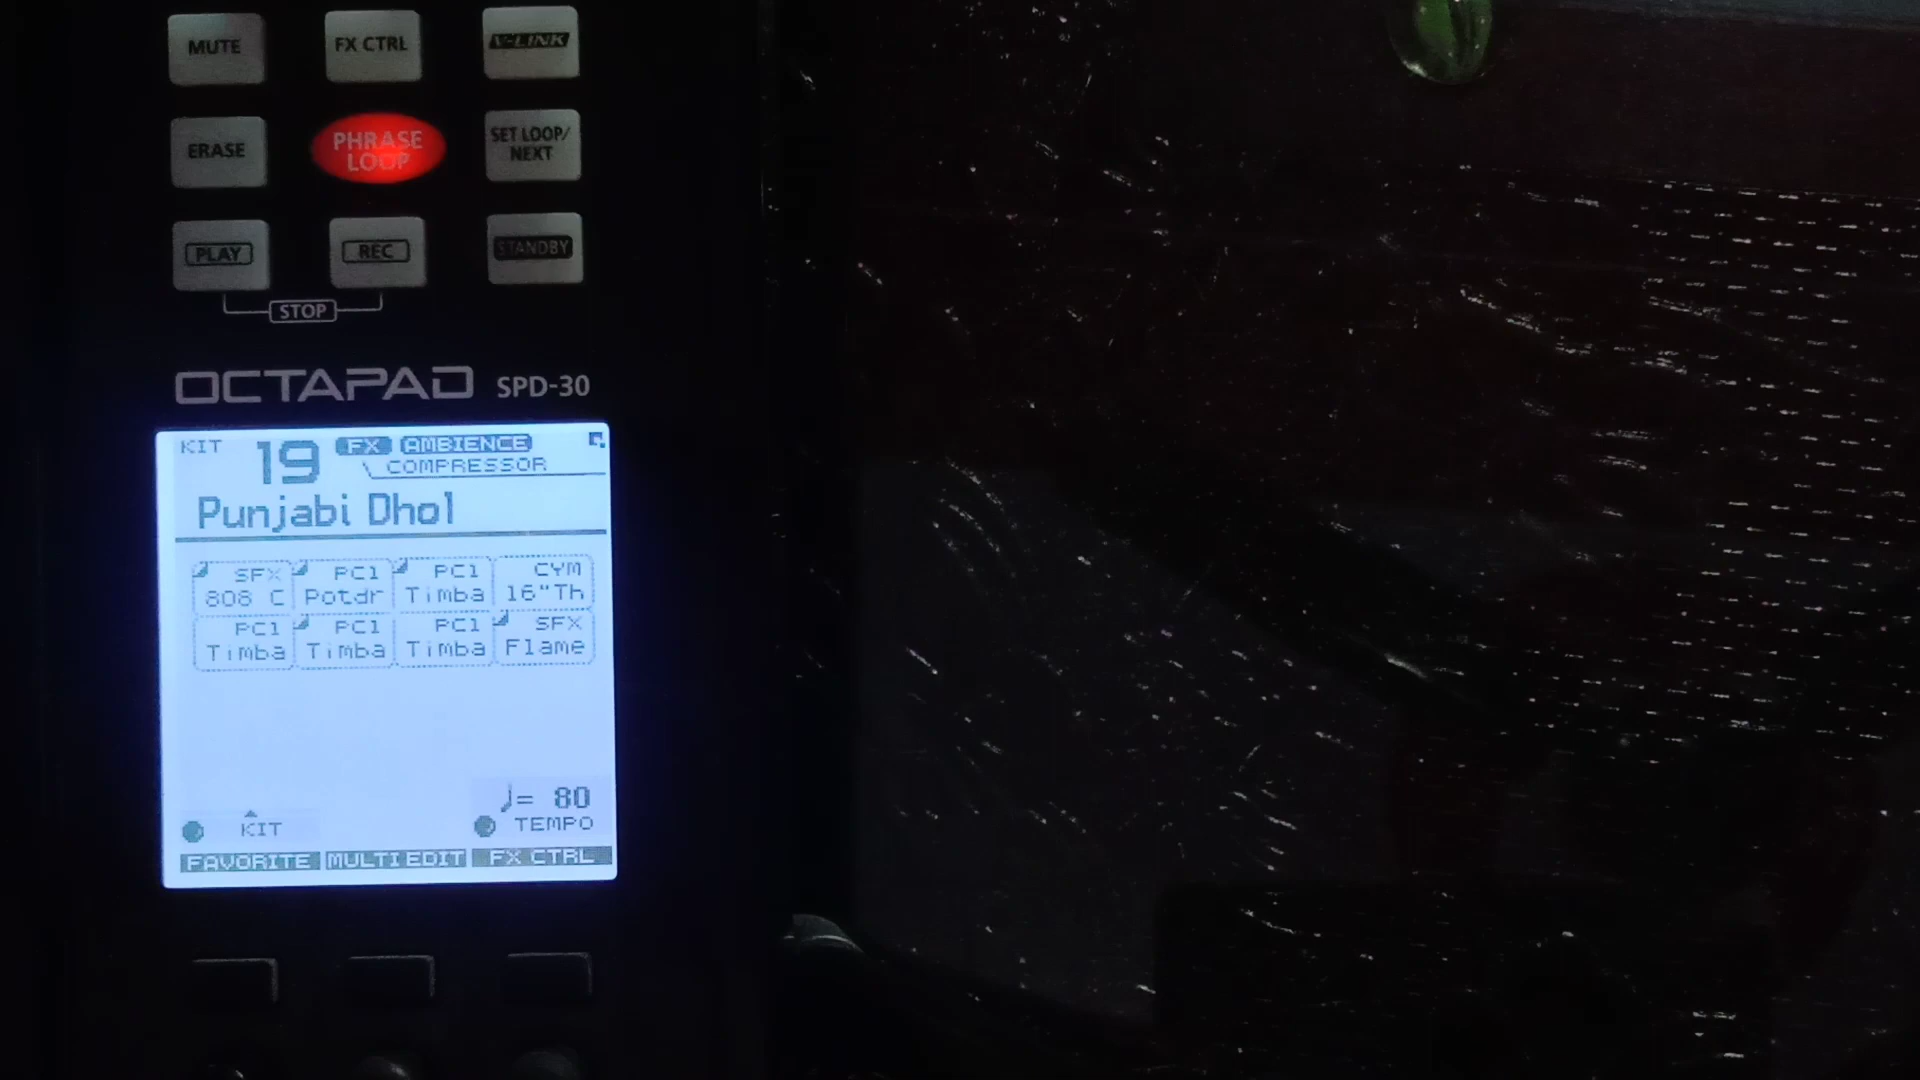 MUTE FX CTRL V-LINK
ERASE PHRASE LOOP SET LOOP/ NEXT
PLAY REC STANDBY
STOP
OCTAPAD SPD-30
KIT 19 FX AMBIENCE
COMPRESSOR
Punjabi Dhol
SFX PC1 PC1 CYM
808 C Potdr Timba 16"Th
PC1 PC1 PC1 SFX
Timba Timba Timba Flame
♩= 80
KIT TEMPO
FAVORITE MULTI EDIT FX CTRL